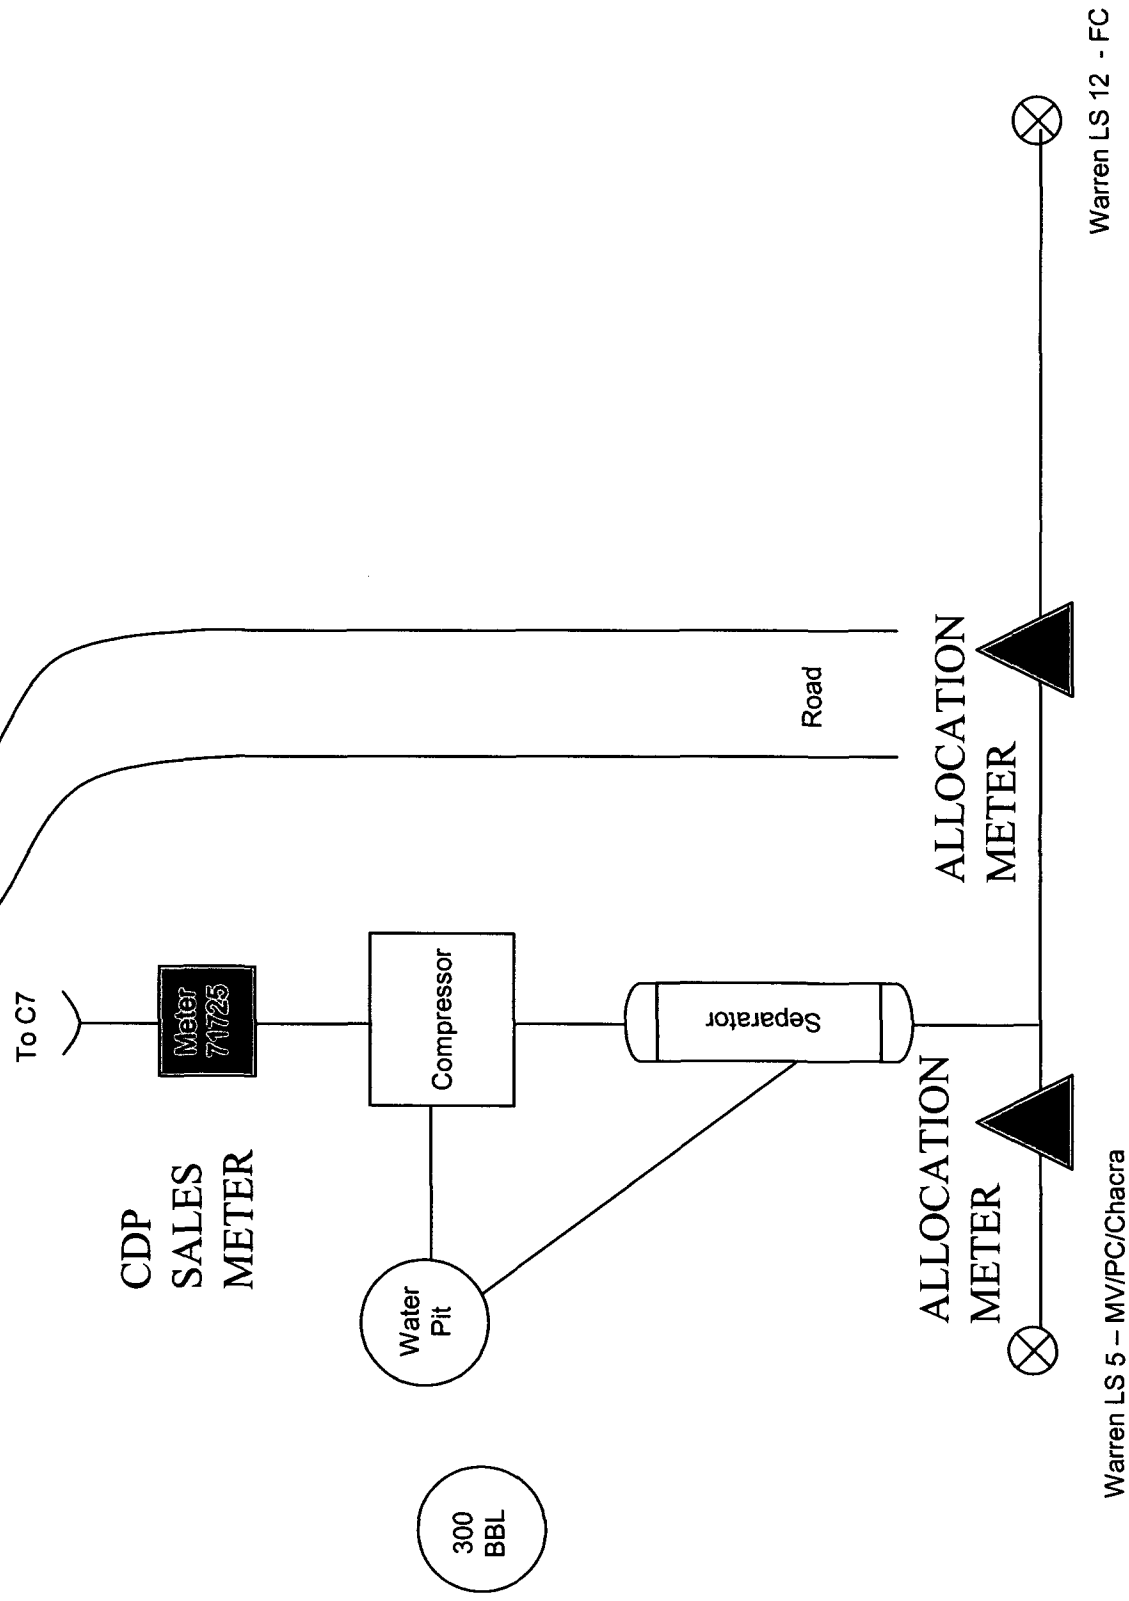 To C7
Meter
71725
CDP
SALES
METER
Compressor
Water
Pit
300
BBL
Separator
Road
ALLOCATION
METER
ALLOCATION
METER
Warren LS 5 – MV/PC/Chacra
Warren LS 12 - FC